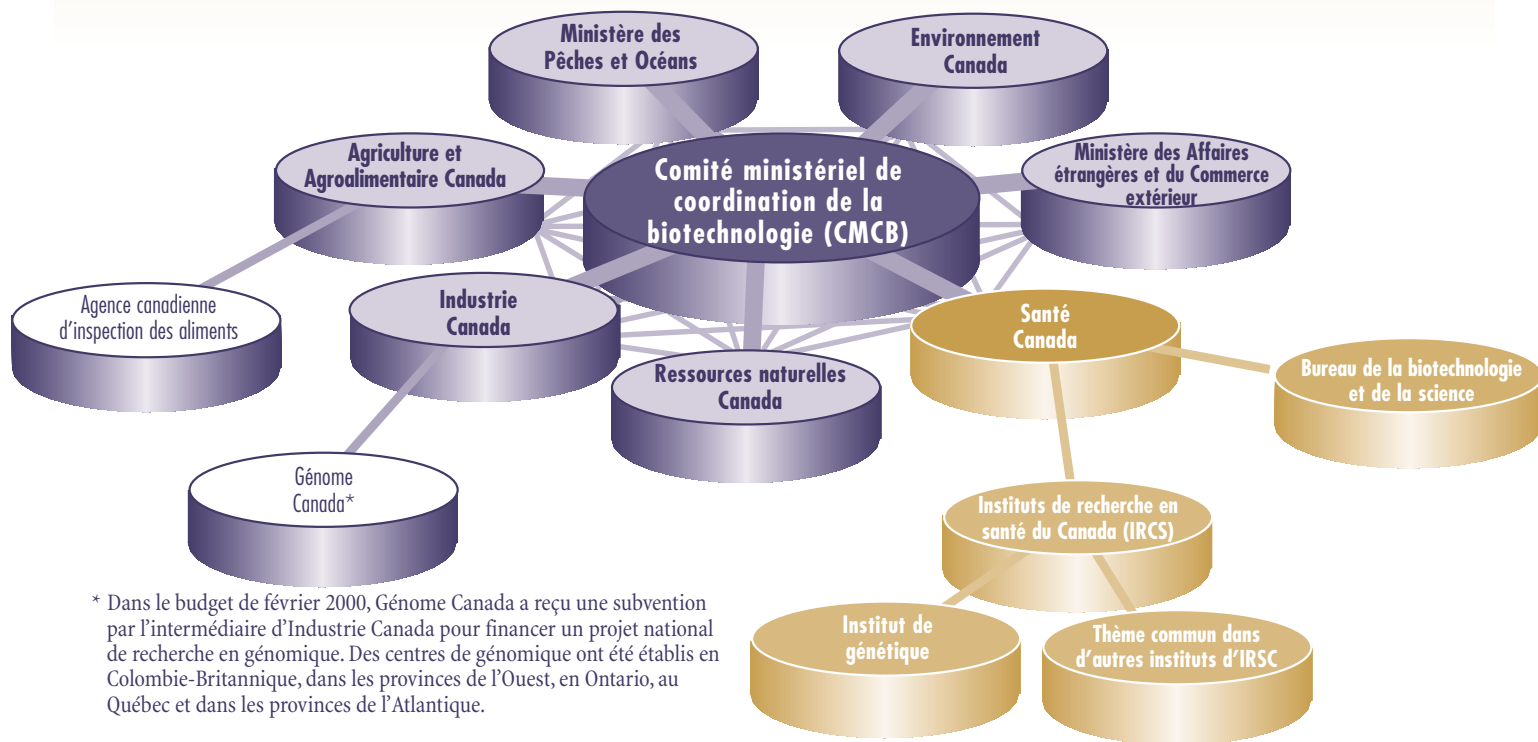 Ministère des
Pêches et Océans
Environnement
Canada
Agriculture et
Agroalimentaire Canada
Comité ministériel de
coordination de la
biotechnologie (CMCB)
Ministère des Affaires
étrangères et du Commerce
extérieur
Agence canadienne
d'inspection des aliments
Industrie
Canada
Santé
Canada
Ressources naturelles
Canada
Bureau de la biotechnologie
et de la science
Génome
Canada*
Instituts de recherche en
santé du Canada (IRCS)
Institut de
génétique
Thème commun dans
d'autres instituts d'IRSC
* Dans le budget de février 2000, Génome Canada a reçu une subvention
par l'intermédiaire d'Industrie Canada pour financer un projet national
de recherche en génomique. Des centres de génomique ont été établis en
Colombie-Britannique, dans les provinces de l'Ouest, en Ontario, au
Québec et dans les provinces de l'Atlantique.